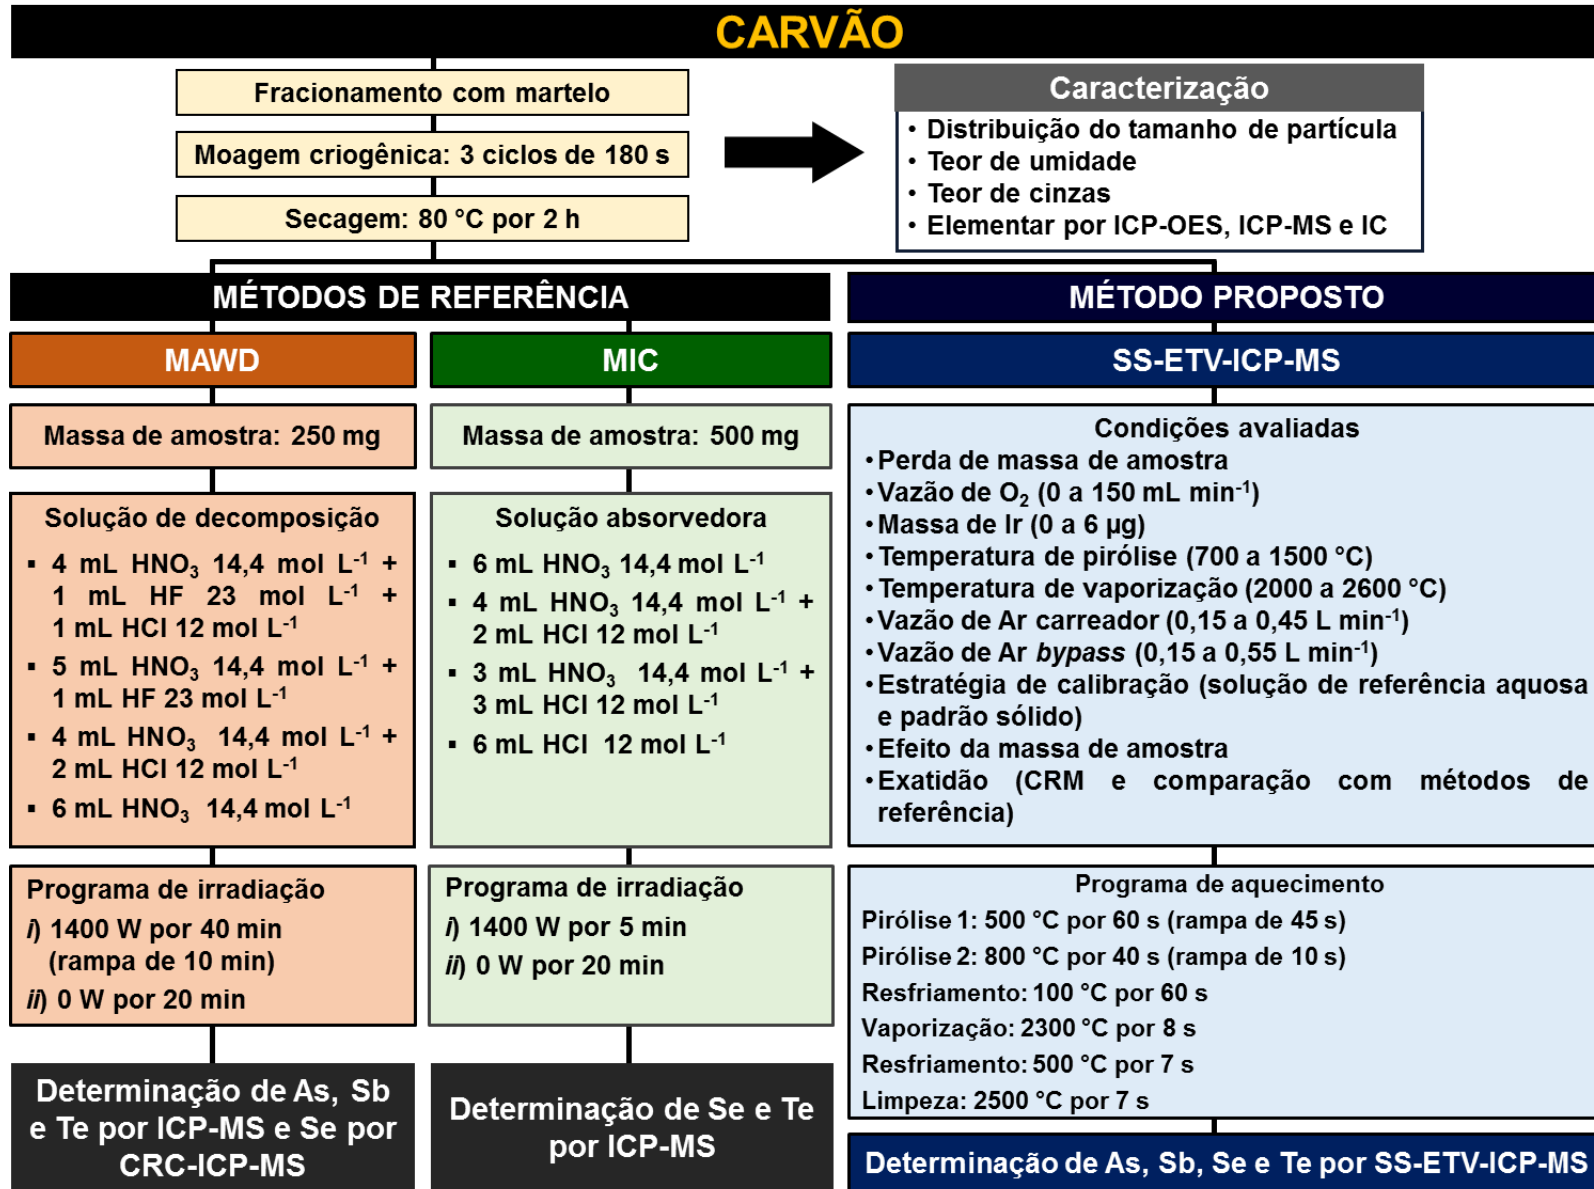 CARVÃO
Fracionamento com martelo
Moagem criogênica: 3 ciclos de 180 s
Secagem: 80 °C por 2 h
Caracterização
• Distribuição do tamanho de partícula
• Teor de umidade
• Teor de cinzas
• Elementar por ICP-OES, ICP-MS e IC
MÉTODOS DE REFERÊNCIA
MAWD
Massa de amostra: 250 mg
Solução de decomposição
▪ 4 mL HNO₃ 14,4 mol L⁻¹ +
1 mL HF 23 mol L⁻¹ +
1 mL HCl 12 mol L⁻¹
▪ 5 mL HNO₃ 14,4 mol L⁻¹ +
1 mL HF 23 mol L⁻¹
▪ 4 mL HNO₃ 14,4 mol L⁻¹ +
2 mL HCl 12 mol L⁻¹
▪ 6 mL HNO₃ 14,4 mol L⁻¹
Programa de irradiação
i) 1400 W por 40 min
(rampa de 10 min)
ii) 0 W por 20 min
Determinação de As, Sb
e Te por ICP-MS e Se por
CRC-ICP-MS
MIC
Massa de amostra: 500 mg
Solução absorvedora
▪ 6 mL HNO₃ 14,4 mol L⁻¹
▪ 4 mL HNO₃ 14,4 mol L⁻¹ +
2 mL HCl 12 mol L⁻¹
▪ 3 mL HNO₃ 14,4 mol L⁻¹ +
3 mL HCl 12 mol L⁻¹
▪ 6 mL HCl 12 mol L⁻¹
Programa de irradiação
i) 1400 W por 5 min
ii) 0 W por 20 min
Determinação de Se e Te
por ICP-MS
MÉTODO PROPOSTO
SS-ETV-ICP-MS
Condições avaliadas
• Perda de massa de amostra
• Vazão de O₂ (0 a 150 mL min⁻¹)
• Massa de Ir (0 a 6 µg)
• Temperatura de pirólise (700 a 1500 °C)
• Temperatura de vaporização (2000 a 2600 °C)
• Vazão de Ar carreador (0,15 a 0,45 L min⁻¹)
• Vazão de Ar bypass (0,15 a 0,55 L min⁻¹)
• Estratégia de calibração (solução de referência aquosa
e padrão sólido)
• Efeito da massa de amostra
• Exatidão (CRM e comparação com métodos de
referência)
Programa de aquecimento
Pirólise 1: 500 °C por 60 s (rampa de 45 s)
Pirólise 2: 800 °C por 40 s (rampa de 10 s)
Resfriamento: 100 °C por 60 s
Vaporização: 2300 °C por 8 s
Resfriamento: 500 °C por 7 s
Limpeza: 2500 °C por 7 s
Determinação de As, Sb, Se e Te por SS-ETV-ICP-MS